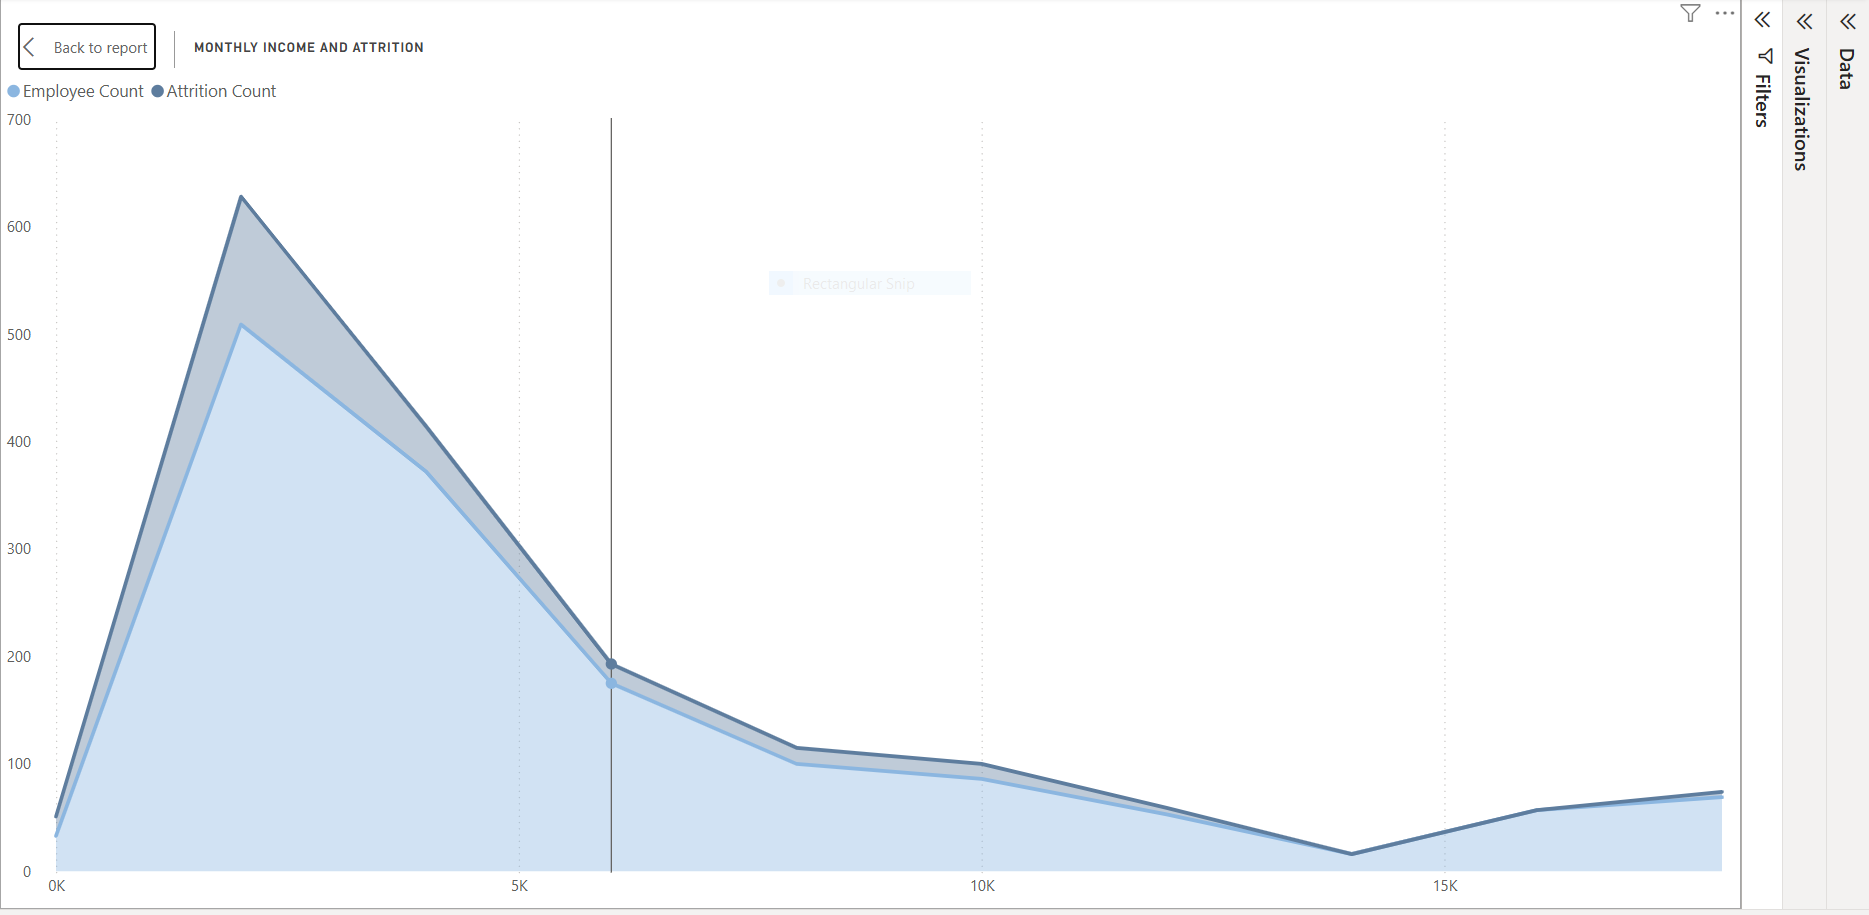 Back to report
MONTHLY INCOME AND ATTRITION
Employee Count Attrition Count
700
600
500
400
300
200
100
0
0K 5K 10K 15K
Rectangular Snip
Filters
Visualizations
Data